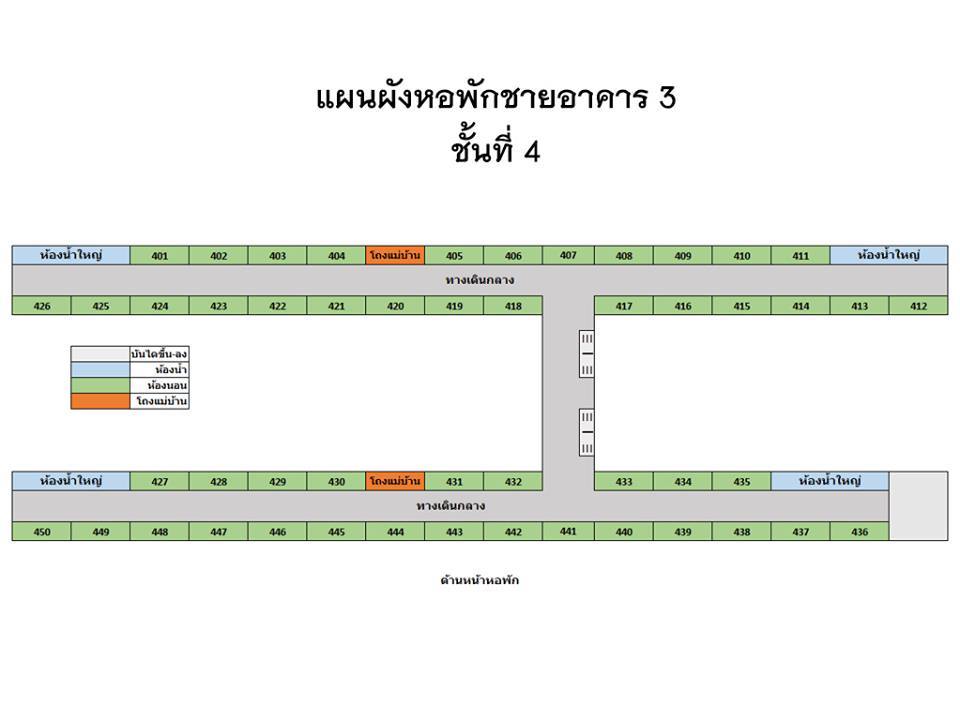 แผนผังหอพักชายอาคาร 3
ชั้นที่ 4
ห้องน้ำใหญ่ 401 402 403 404 โถงแม่บ้าน 405 406 407 408 409 410 411 ห้องน้ำใหญ่
ทางเดินกลาง
426 425 424 423 422 421 420 419 418 417 416 415 414 413 412
บันไดขึ้น-ลง
ห้องน้ำ
ห้องนอน
โถงแม่บ้าน
ห้องน้ำใหญ่ 427 428 429 430 โถงแม่บ้าน 431 432 433 434 435 ห้องน้ำใหญ่
ทางเดินกลาง
450 449 448 447 446 445 444 443 442 441 440 439 438 437 436
ด้านหน้าหอพัก